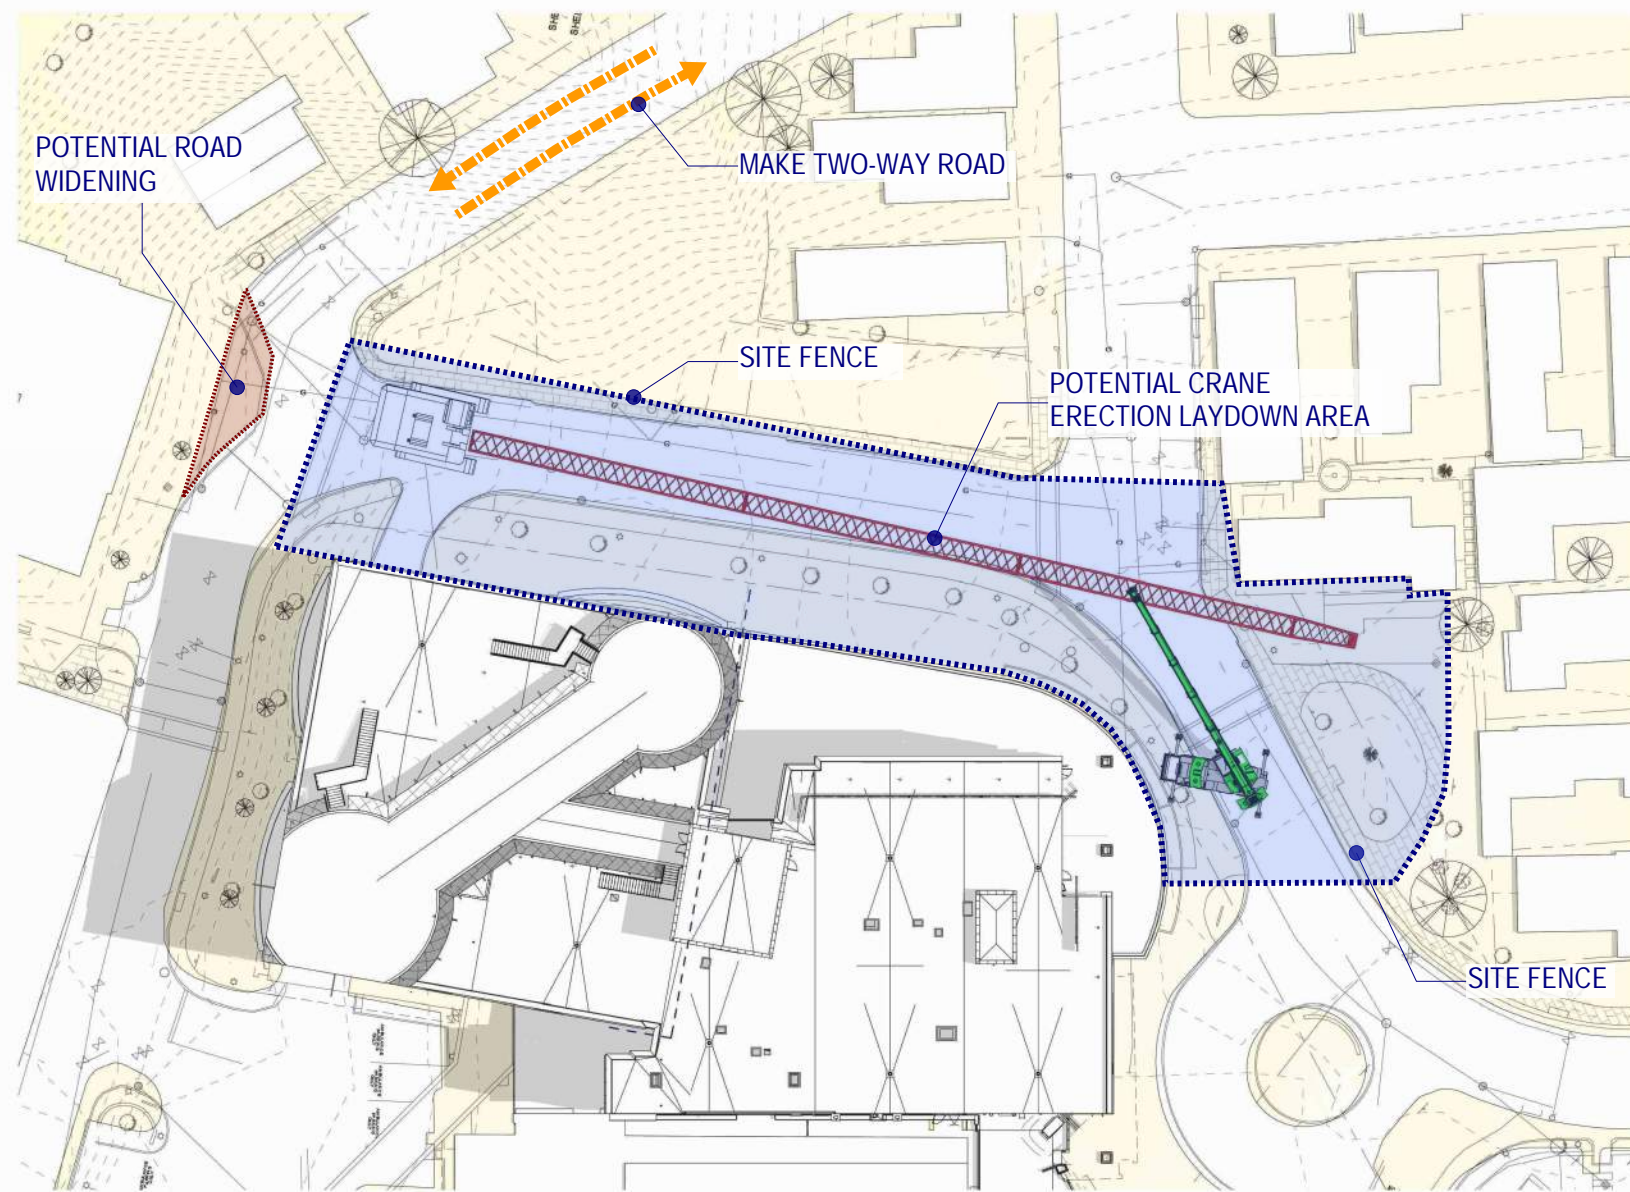 POTENTIAL ROAD
WIDENING
MAKE TWO-WAY ROAD
SITE FENCE
POTENTIAL CRANE
ERECTION LAYDOWN AREA
SITE FENCE